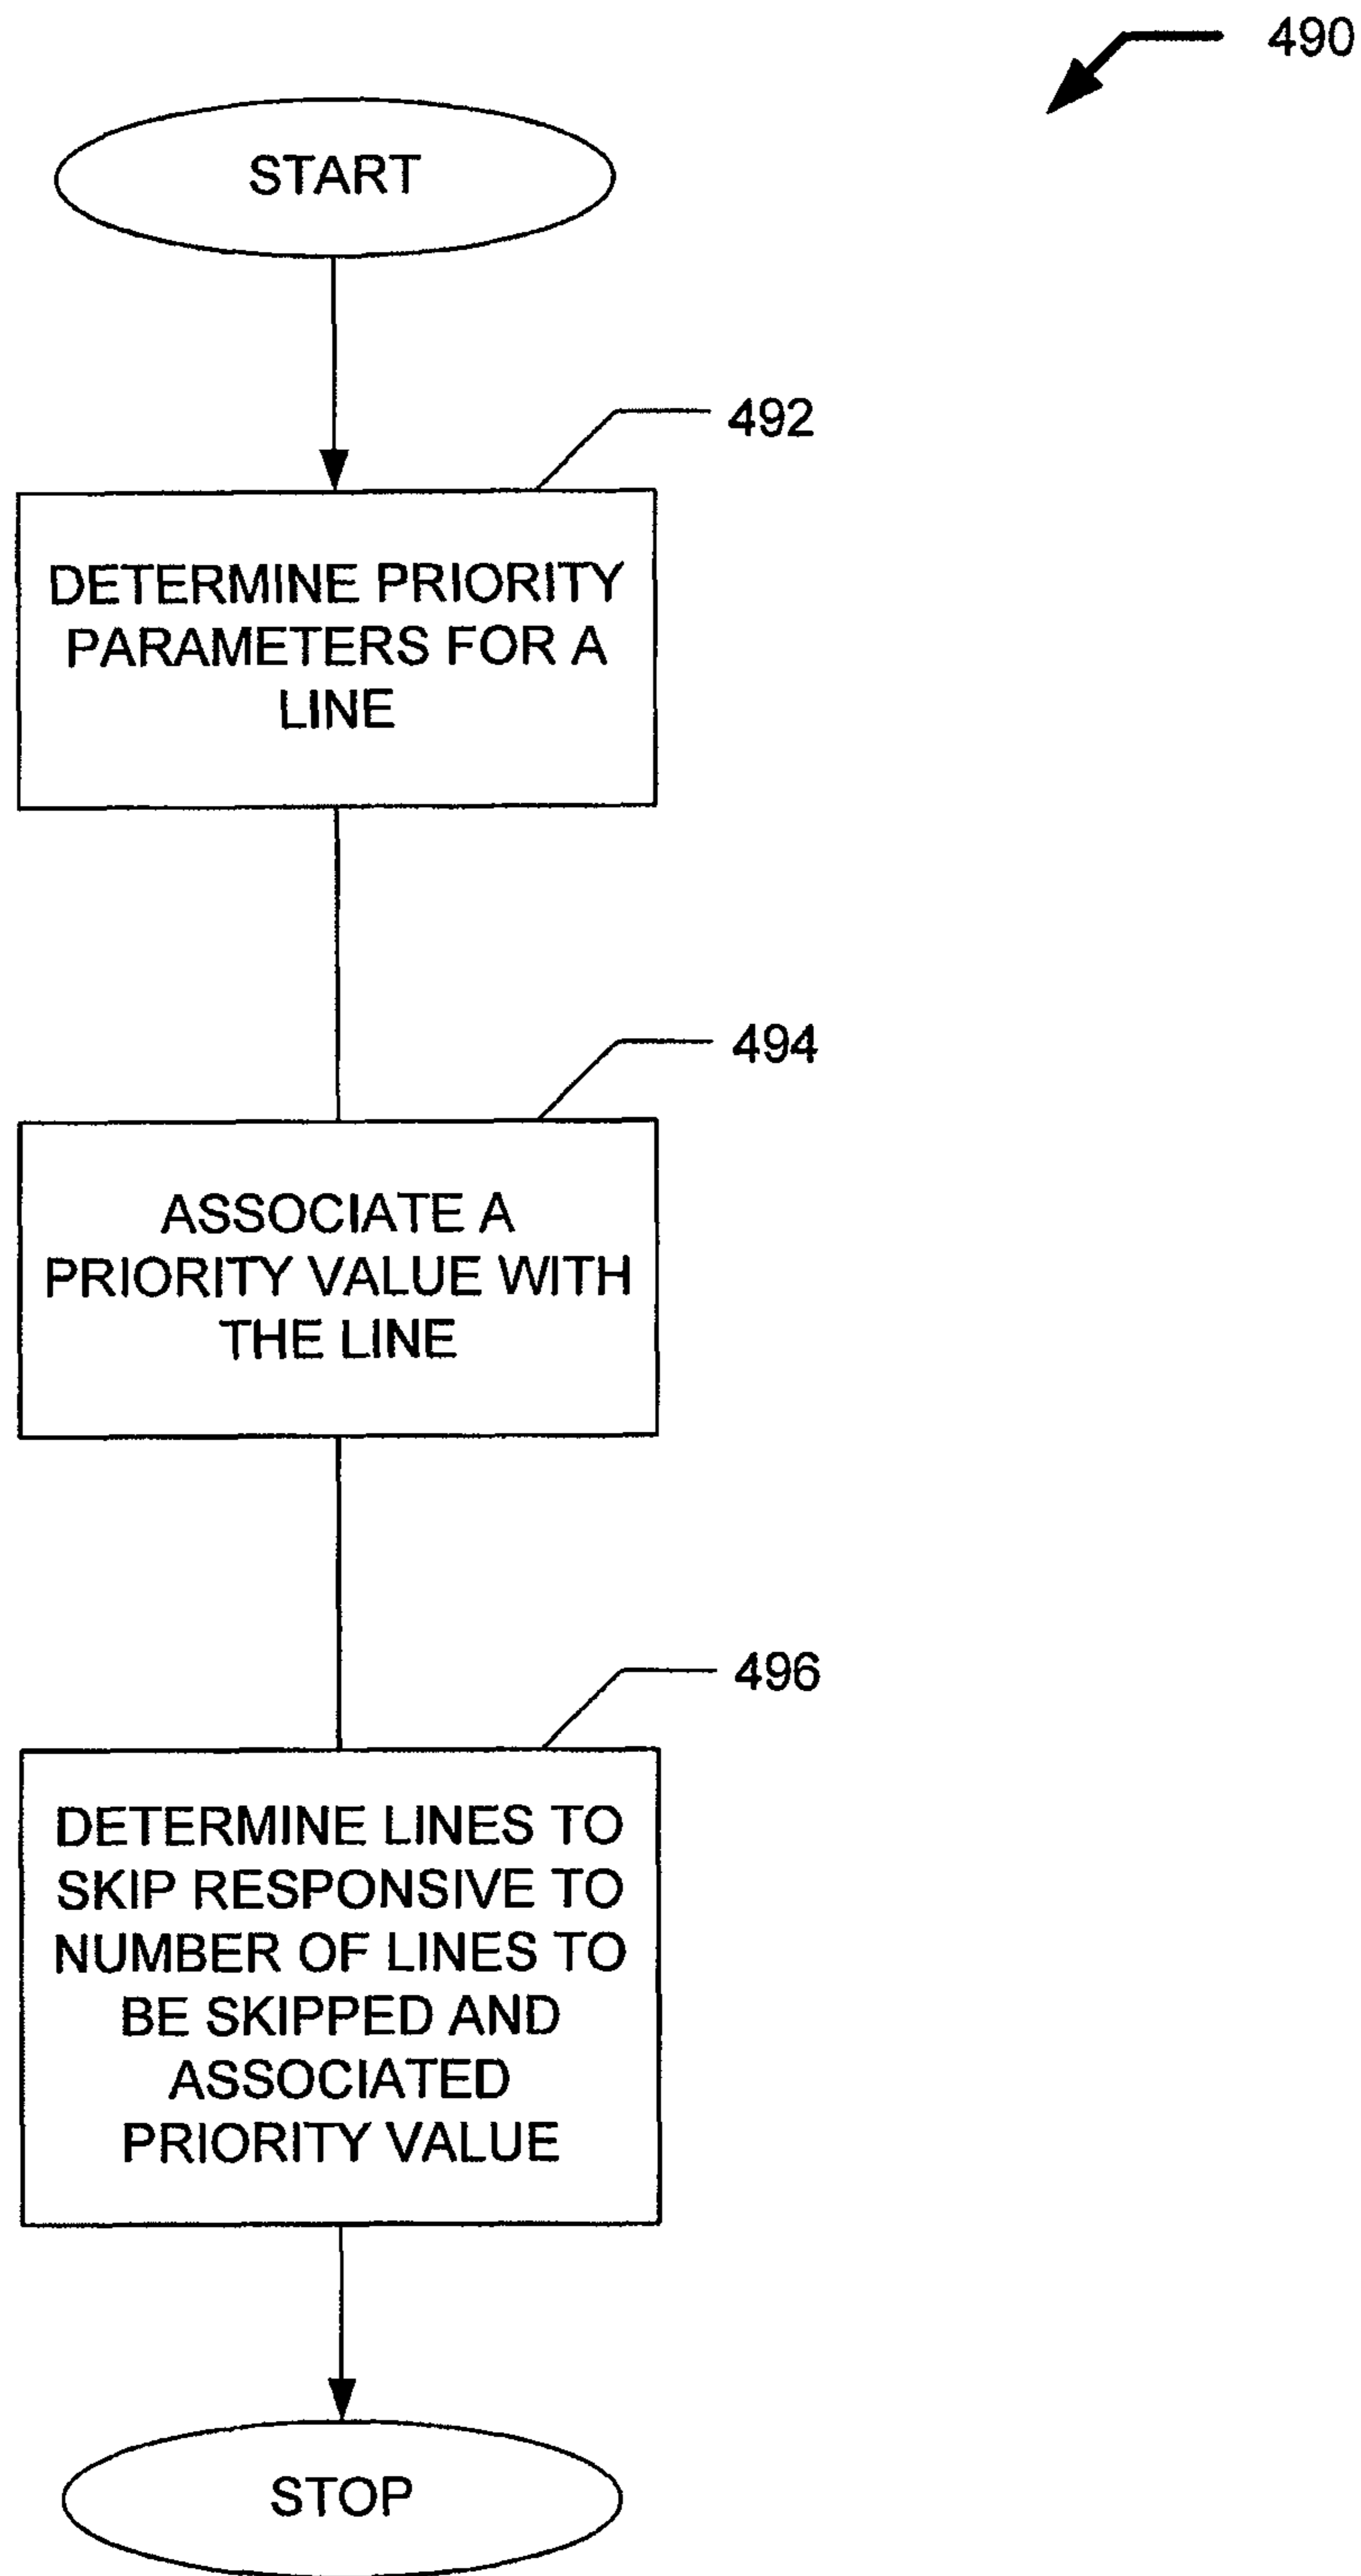 490
START
492
DETERMINE PRIORITY
PARAMETERS FOR A
LINE
494
ASSOCIATE A
PRIORITY VALUE WITH
THE LINE
496
DETERMINE LINES TO
SKIP RESPONSIVE TO
NUMBER OF LINES TO
BE SKIPPED AND
ASSOCIATED
PRIORITY VALUE
STOP